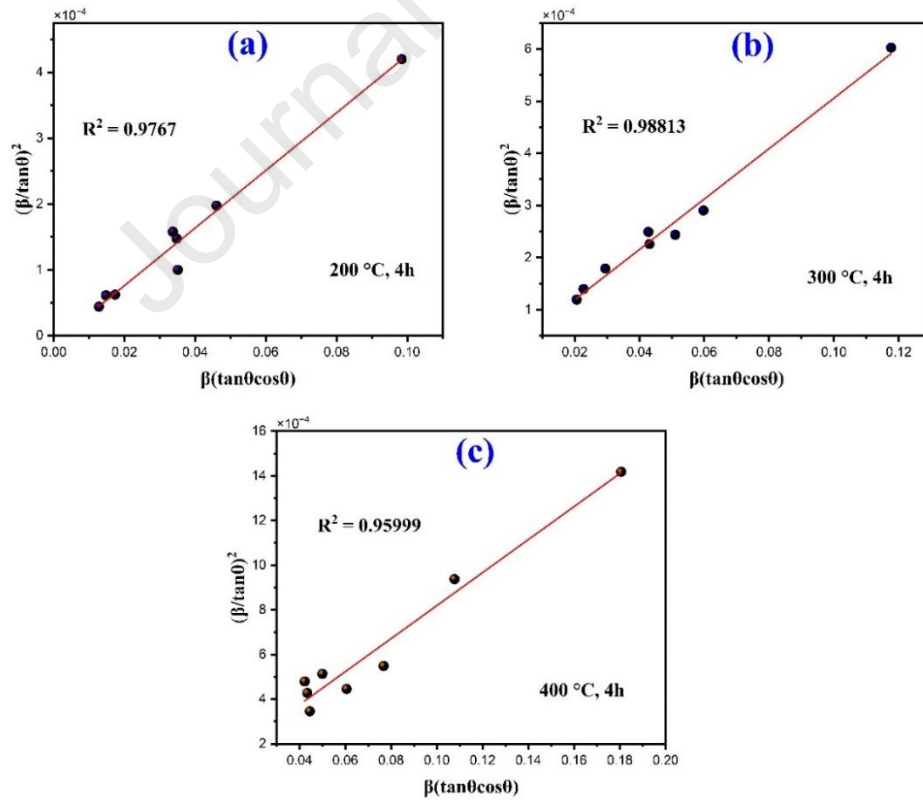 Journal
×10⁻⁴
(a)
R² = 0.9767
200 °C, 4h
(β/tanθ)²
4
3
2
1
0
0.00 0.02 0.04 0.06 0.08 0.10
β(tanθcosθ)
×10⁻⁴
(b)
R² = 0.98813
300 °C, 4h
(β/tanθ)²
6
5
4
3
2
1
0.02 0.04 0.06 0.08 0.10 0.12
β(tanθcosθ)
×10⁻⁴
(c)
R² = 0.95999
400 °C, 4h
(β/tanθ)²
16
14
12
10
8
6
4
2
0.04 0.06 0.08 0.10 0.12 0.14 0.16 0.18 0.20
β(tanθcosθ)